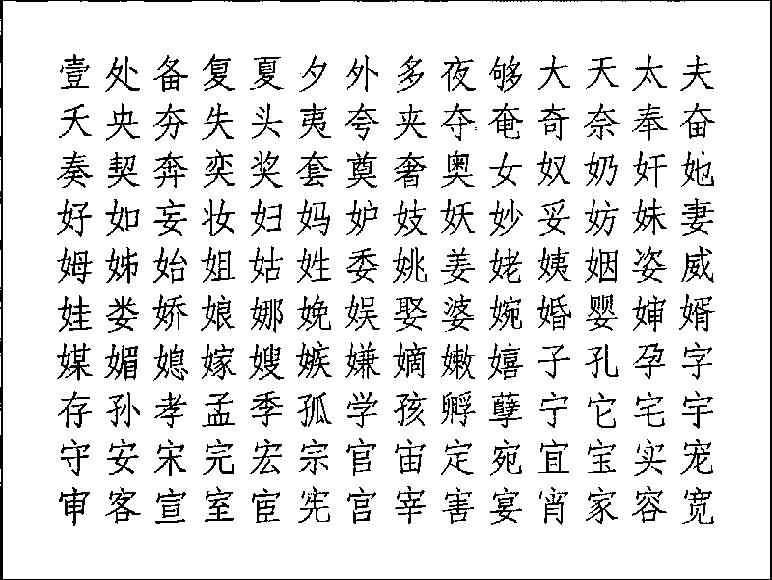 壹处备复夏夕外多夜够大天太夫
夭央夯失头夷夸夹夺奄奇奈奉奋
奏契奔奕奖套奠奢奥女奴奶奸她
好如妄妆妇妈妒妓妖妙妥妨妹妻
姆姊始姐姑姓委姚姜姥姨姻姿威
娃娄娇娘娜娩娱娶婆婉婚婴婶婿
媒媚媳嫁嫂嫉嫌嫡嫩嬉子孔孕字
存孙孝孟季孤学孩孵孽宁它宅宇
守安宋完宏宗官宙定宛宜宝实宠
审客宣室宦宪宫宰害宴宵家容宽